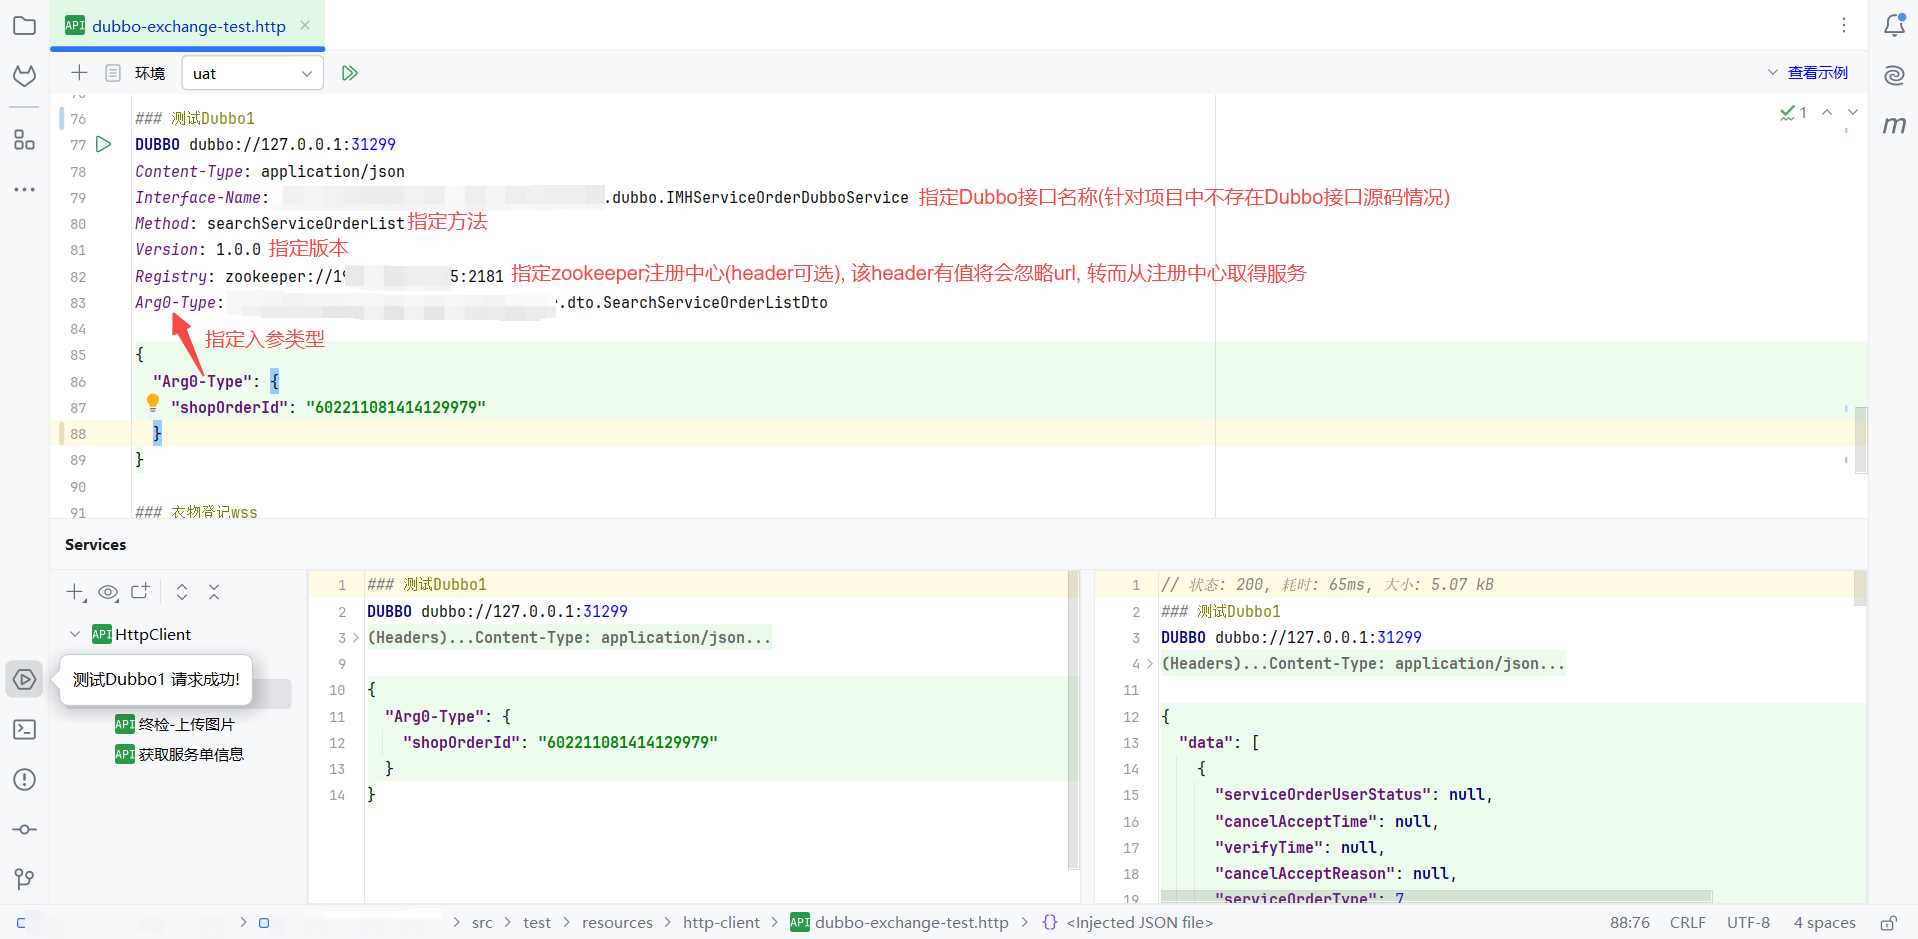 API dubbo-exchange-test.http
环境 uat 查看示例
76 ### 测试Dubbo1
1
77 DUBBO dubbo://127.0.0.1:31299
78 Content-Type: application/json
79 Interface-Name: .dubbo.IMHServiceOrderDubboService 指定Dubbo接口名称(针对项目中不存在Dubbo接口源码情况)
80 Method: searchServiceOrderList 指定方法
81 Version: 1.0.0 指定版本
82 Registry: zookeeper://19 5:2181 指定zookeeper注册中心(header可选), 该header有值将会忽略url, 转而从注册中心取得服务
83 Arg0-Type: .dto.SearchServiceOrderListDto
84
指定入参类型
85 {
86 "Arg0-Type": {
87 "shopOrderId": "602211081414129979"
88 }
89 }
90
91 ### 衣物登记wss
Services
API HttpClient
测试Dubbo1 请求成功!
API 终检-上传图片
API 获取服务单信息
1 ### 测试Dubbo1
2 DUBBO dubbo://127.0.0.1:31299
3 (Headers)...Content-Type: application/json...
9
10 {
11 "Arg0-Type": {
12 "shopOrderId": "602211081414129979"
13 }
14 }
1 // 状态: 200, 耗时: 65ms, 大小: 5.07 kB
2 ### 测试Dubbo1
3 DUBBO dubbo://127.0.0.1:31299
4 (Headers)...Content-Type: application/json...
11
12 {
13 "data": [
14 {
15 "serviceOrderUserStatus": null,
16 "cancelAcceptTime": null,
17 "verifyTime": null,
18 "cancelAcceptReason": null,
19 "serviceOrderType": 7
src > test > resources > http-client > API dubbo-exchange-test.http > {} <Injected JSON file>
88:76 CRLF UTF-8 4 spaces